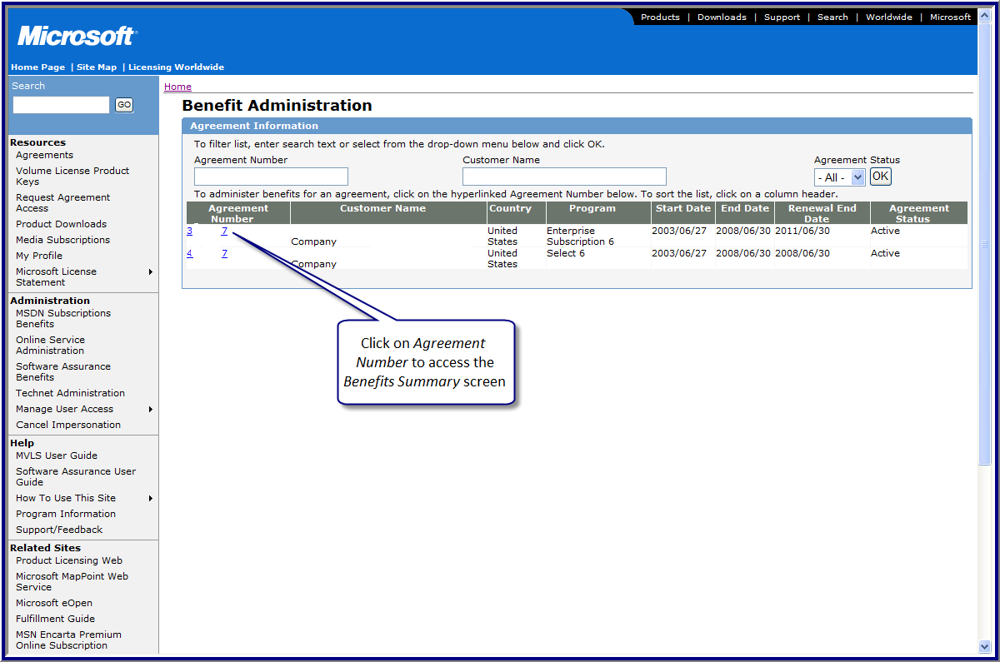 Products | Downloads | Support | Search | Worldwide | Microsoft
Microsoft
Home Page | Site Map | Licensing Worldwide
Search
GO
Resources
Agreements
Volume License Product
Keys
Request Agreement
Access
Product Downloads
Media Subscriptions
My Profile
Microsoft License
Statement
Administration
MSDN Subscriptions
Benefits
Online Service
Administration
Software Assurance
Benefits
Technet Administration
Manage User Access
Cancel Impersonation
Help
MVLS User Guide
Software Assurance User
Guide
How To Use This Site
Program Information
Support/Feedback
Related Sites
Product Licensing Web
Microsoft MapPoint Web
Service
Microsoft eOpen
Fulfillment Guide
MSN Encarta Premium
Online Subscription
Home
Benefit Administration
Agreement Information
To filter list, enter search text or select from the drop-down menu below and click OK.
Agreement Number Customer Name Agreement Status
- All - OK
To administer benefits for an agreement, click on the hyperlinked Agreement Number below. To sort the list, click on a column header.
Agreement Customer Name Country Program Start Date End Date Renewal End Agreement
Number Date Status
3 7 United Enterprise 2003/06/27 2008/06/30 2011/06/30 Active
Company States Subscription 6
4 7 United Select 6 2003/06/27 2008/06/30 2008/06/30 Active
Company States
Click on Agreement
Number to access the
Benefits Summary screen